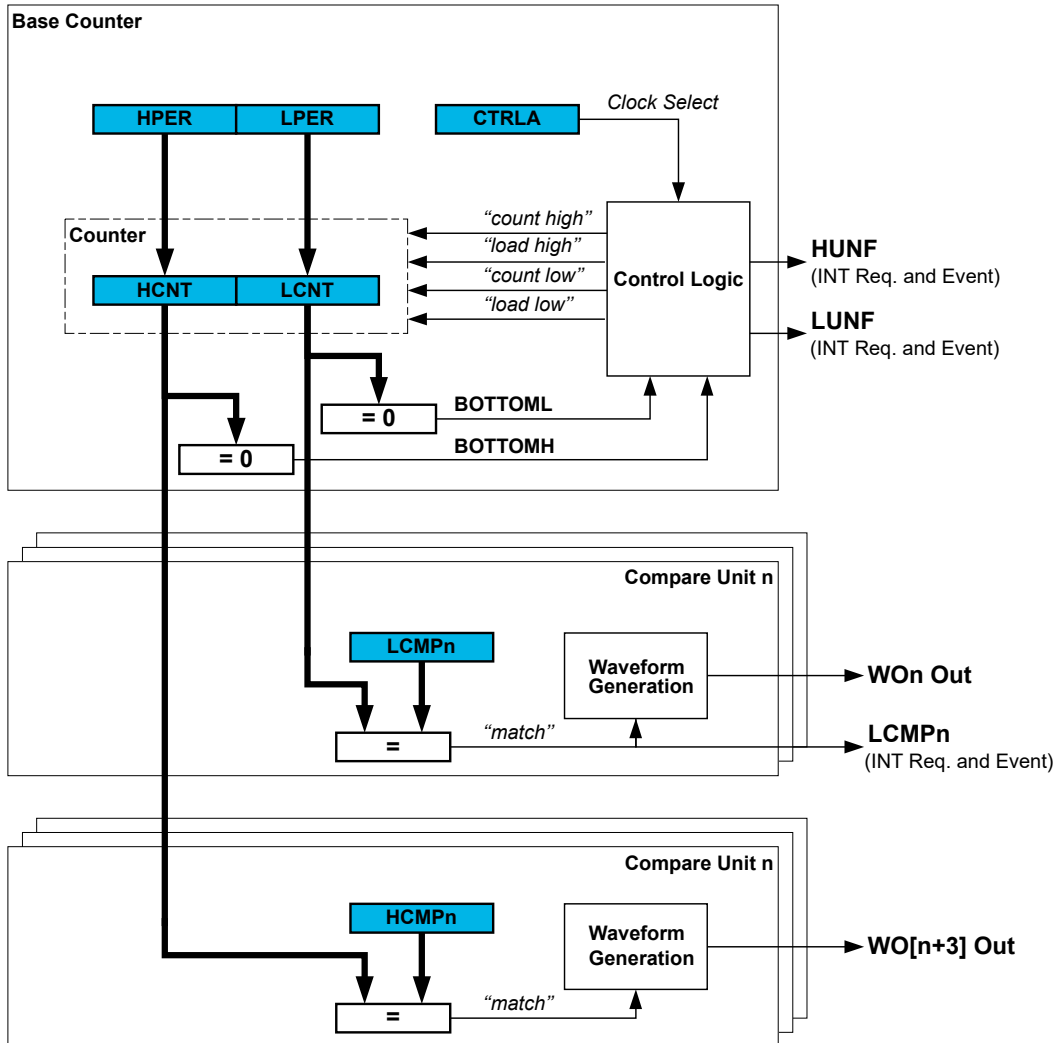 Base Counter
HPER LPER CTRLA Clock Select
“count high”
Counter “load high” HUNF
“count low” Control Logic (INT Req. and Event)
HCNT LCNT “load low” LUNF
(INT Req. and Event)
= 0 BOTTOML
= 0 BOTTOMH
Compare Unit n
LCMPn Waveform
Generation WOn Out
= “match” LCMPn
(INT Req. and Event)
Compare Unit n
HCMPn Waveform
Generation WO[n+3] Out
= “match”